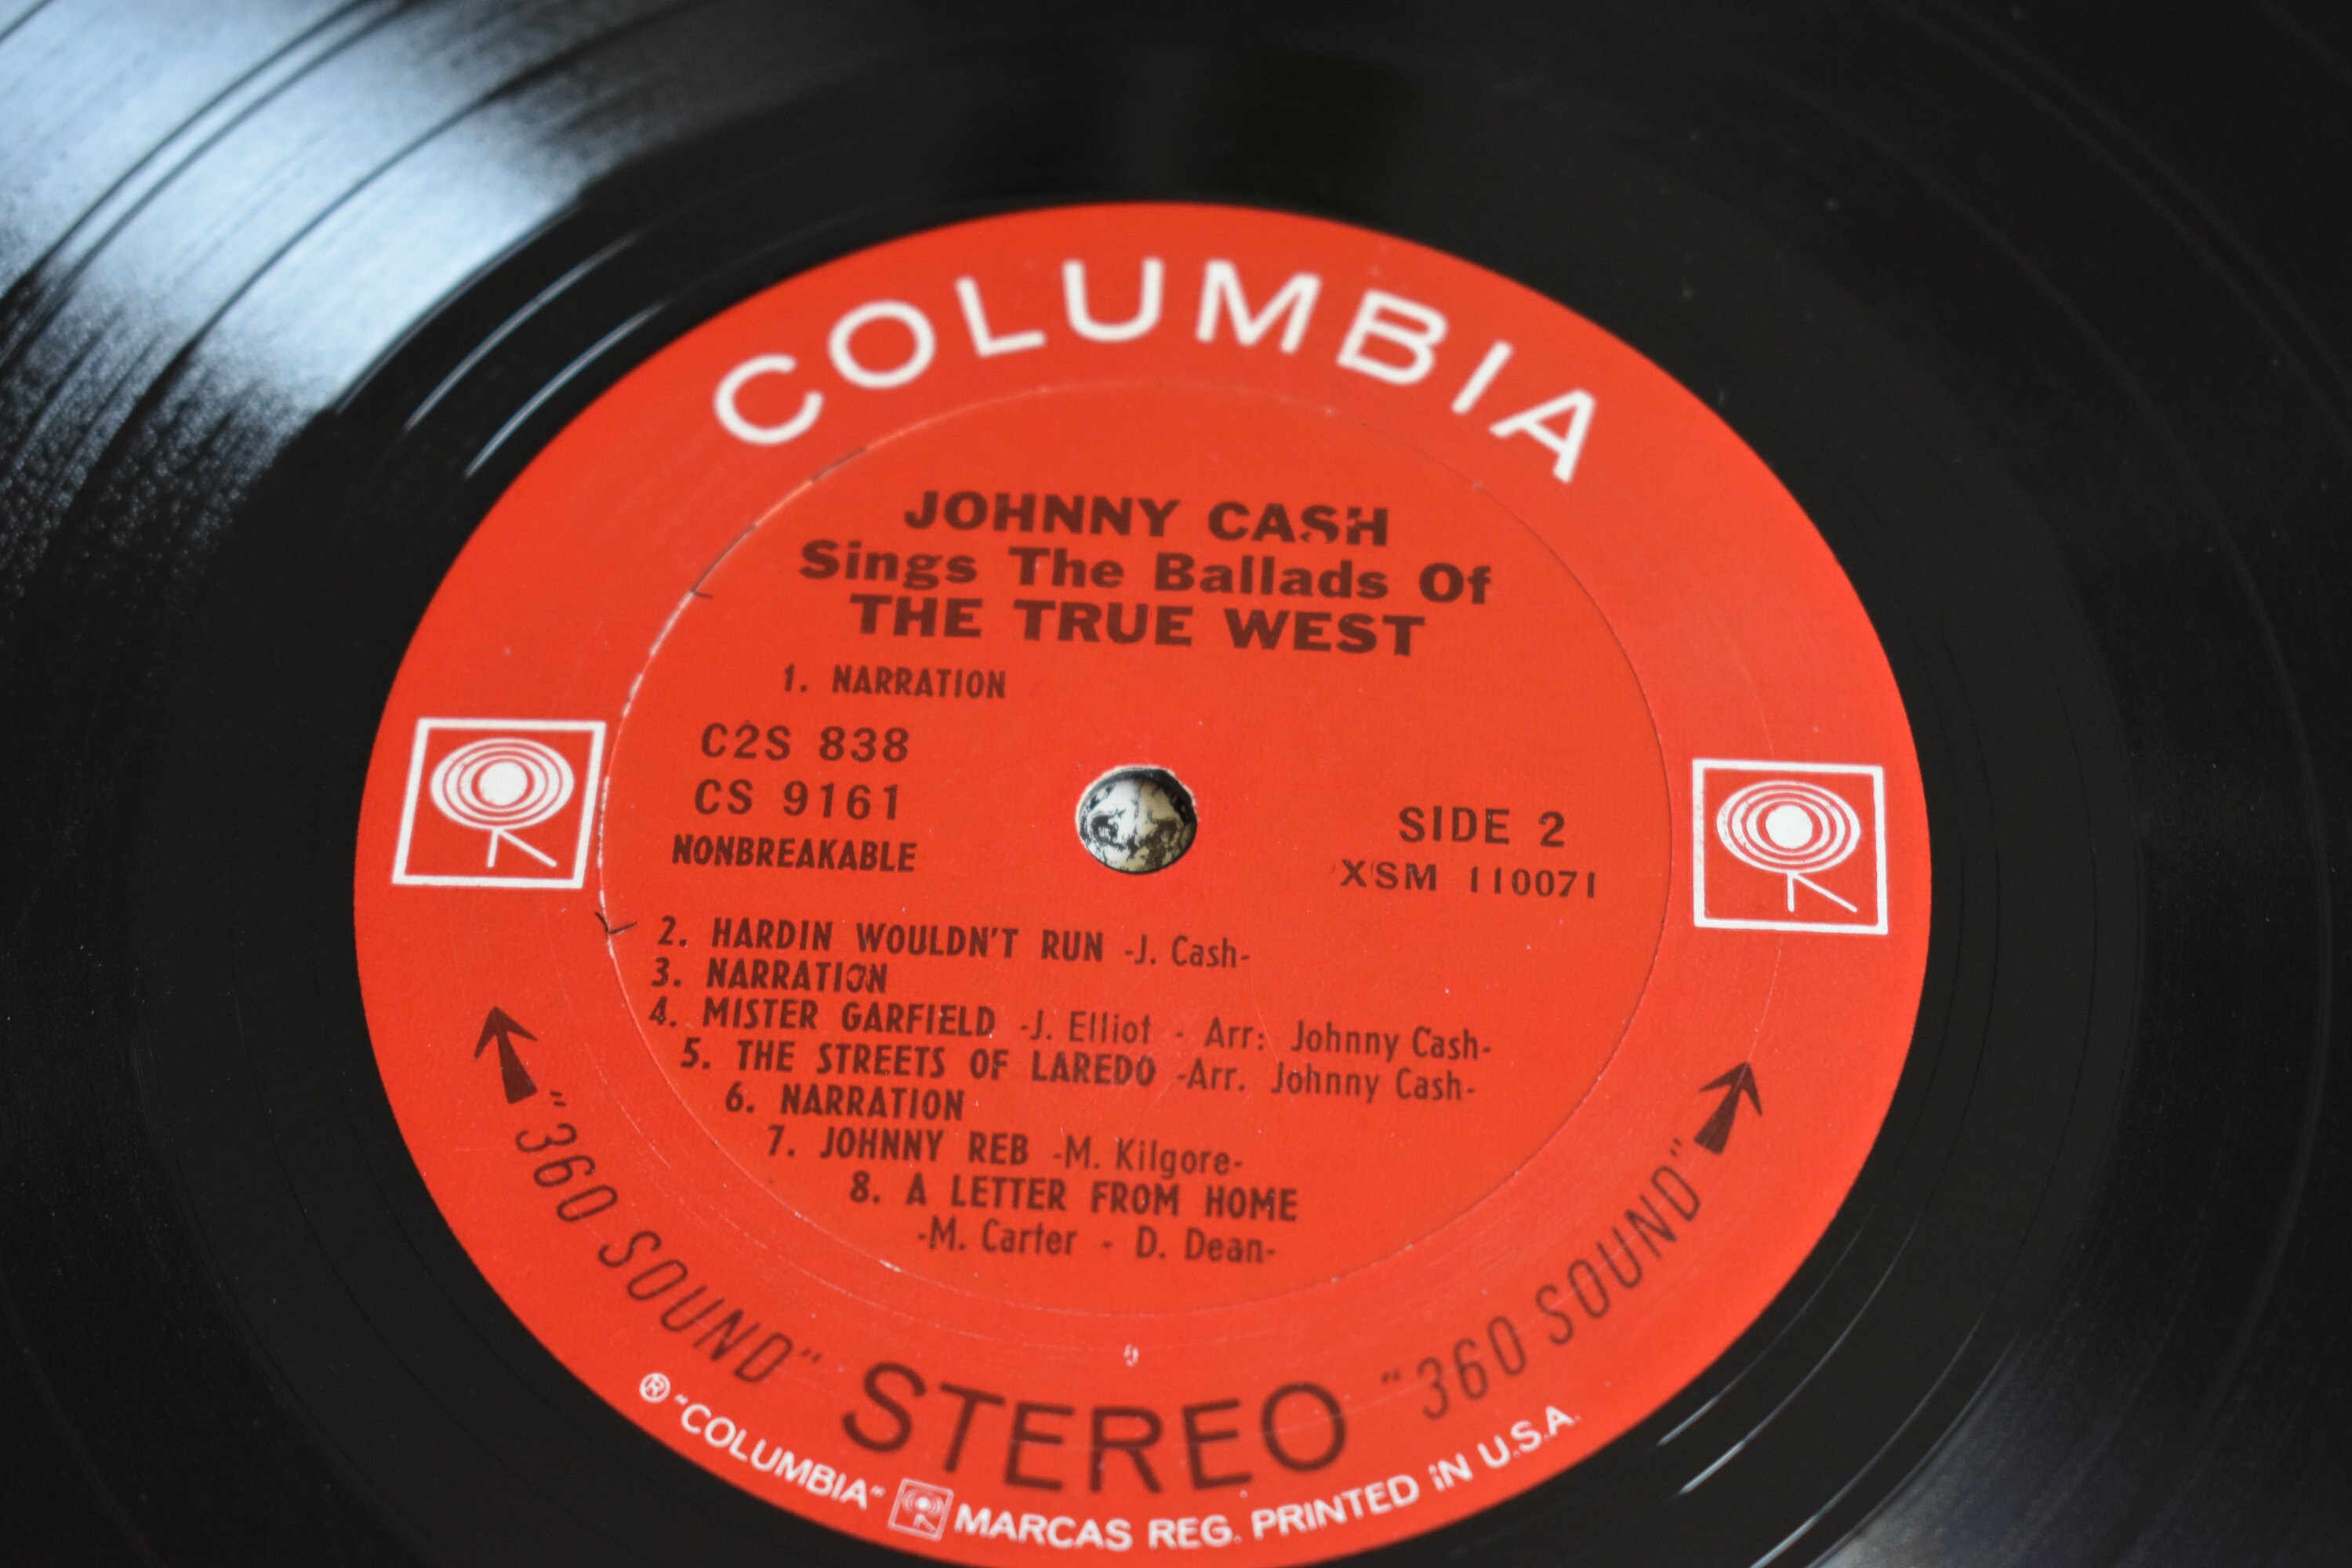 COLUMBIA
JOHNNY CASH
Sings The Ballads Of
THE TRUE WEST
1. NARRATION
C2S 838
CS 9161
NONBREAKABLE
SIDE 2
XSM 110071
2. HARDIN WOULDN'T RUN -J. Cash-
3. NARRATION
4. MISTER GARFIELD -J. Elliot - Arr: Johnny Cash-
5. THE STREETS OF LAREDO -Arr. Johnny Cash-
6. NARRATION
7. JOHNNY REB -M. Kilgore-
8. A LETTER FROM HOME
-M. Carter - D. Dean-
"360 SOUND" STEREO "360 SOUND"
® "COLUMBIA" MARCAS REG. PRINTED IN U.S.A.